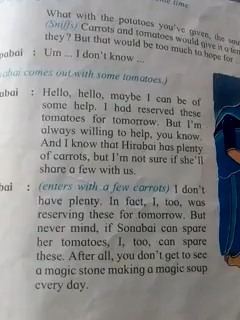 me time
What with the potatoes you've given, the sou
(Sniffs) Carrots and tomatoes would give it a
they? But that would be too much to hope for
pabai : Um ... I don't know ...
abai comes out with some tomatoes.)
abai : Hello, hello, maybe I can be of
some help. I had reserved these
tomatoes for tomorrow. But I'm
always willing to help, you know.
And I know that Hirabai has plenty
of carrots, but I'm not sure if she'll
share a few with us.
bai : (enters with a few carrots) I don't
have plenty. In fact, I, too, was
reserving these for tomorrow. But
never mind, if Sonabai can spare
her tomatoes, I, too, can spare
these. After all, you don't get to see
a magic stone making a magic soup
every day.